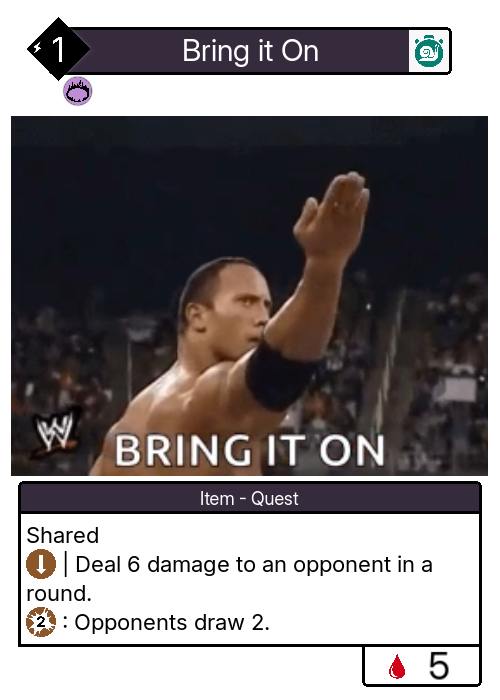 1
Bring it On
W
BRING IT ON
Item - Quest
Shared
| Deal 6 damage to an opponent in a
round.
2 : Opponents draw 2.
5